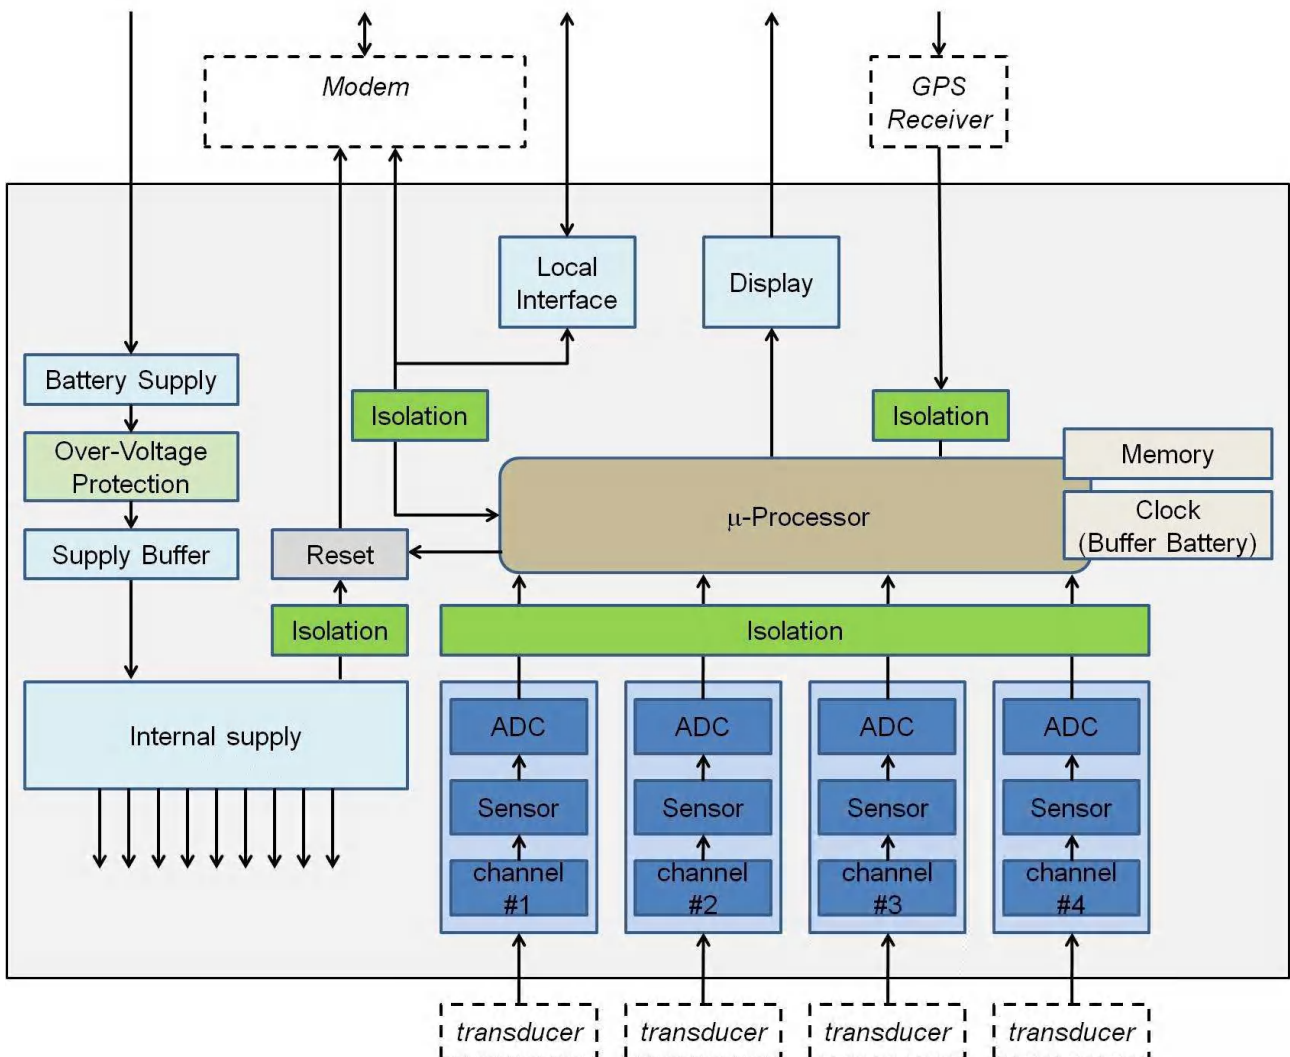 Modem
GPS
Receiver
Local
Interface
Display
Battery Supply
Isolation
Isolation
Over-Voltage
Protection
Memory
μ-Processor
Clock
(Buffer Battery)
Supply Buffer
Reset
Isolation
Isolation
Internal supply
ADC
ADC
ADC
ADC
Sensor
Sensor
Sensor
Sensor
channel
#1
channel
#2
channel
#3
channel
#4
transducer
transducer
transducer
transducer